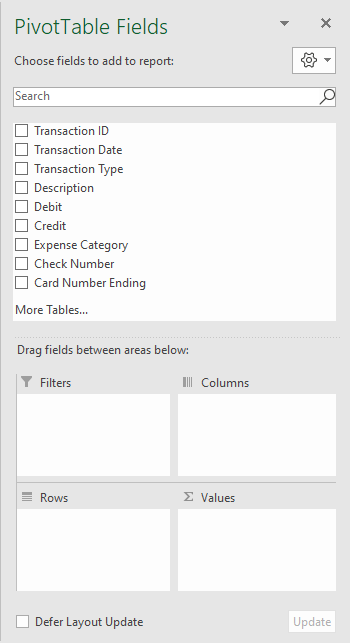 PivotTable Fields
Choose fields to add to report:
Search
Transaction ID
Transaction Date
Transaction Type
Description
Debit
Credit
Expense Category
Check Number
Card Number Ending
More Tables...
Drag fields between areas below:
Filters
Columns
Rows
Values
Defer Layout Update
Update